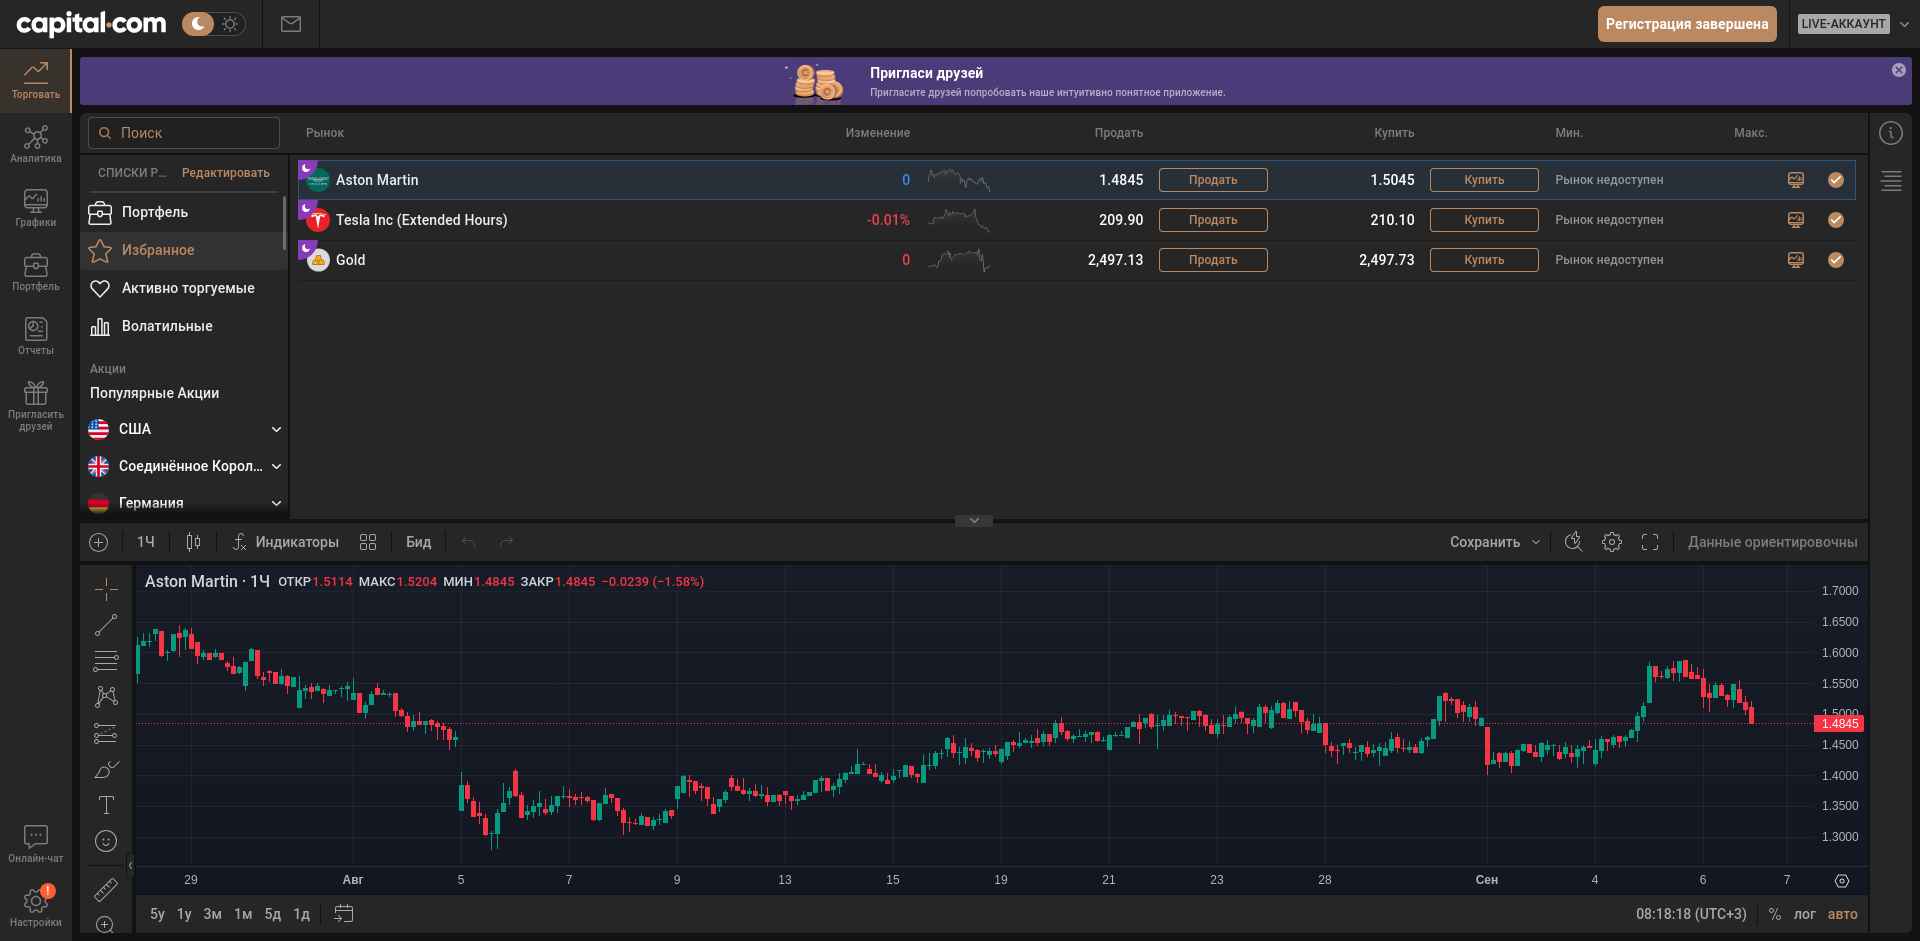 capital.com
Регистрация завершена
LIVE-АККАУНТ
Торговать
Аналитика
Графики
Портфель
Отчеты
Пригласить
друзей
Онлайн-чат
!
Настройки
Пригласи друзей
Пригласите друзей попробовать наше интуитивно понятное приложение.
Поиск
Рынок Изменение Продать Купить Мин. Макс.
СПИСКИ Р... Редактировать
Портфель
Избранное
Активно торгуемые
Волатильные
Акции
Популярные Акции
США
Соединённое Корол...
Германия
Aston Martin 0 1.4845 Продать 1.5045 Купить Рынок недоступен
Tesla Inc (Extended Hours) -0.01% 209.90 Продать 210.10 Купить Рынок недоступен
Gold 0 2,497.13 Продать 2,497.73 Купить Рынок недоступен
1Ч Индикаторы Бид Сохранить Данные ориентировочны
Aston Martin · 1Ч ОТКР1.5114 МАКС1.5204 МИН1.4845 ЗАКР1.4845 −0.0239 (−1.58%)
1.7000
1.6500
1.6000
1.5500
1.5000
1.4845
1.4500
1.4000
1.3500
1.3000
29 Авг 5 7 9 13 15 19 21 23 28 Сен 4 6 7
5y 1y 3м 1м 5д 1д 08:18:18 (UTC+3) % лог авто